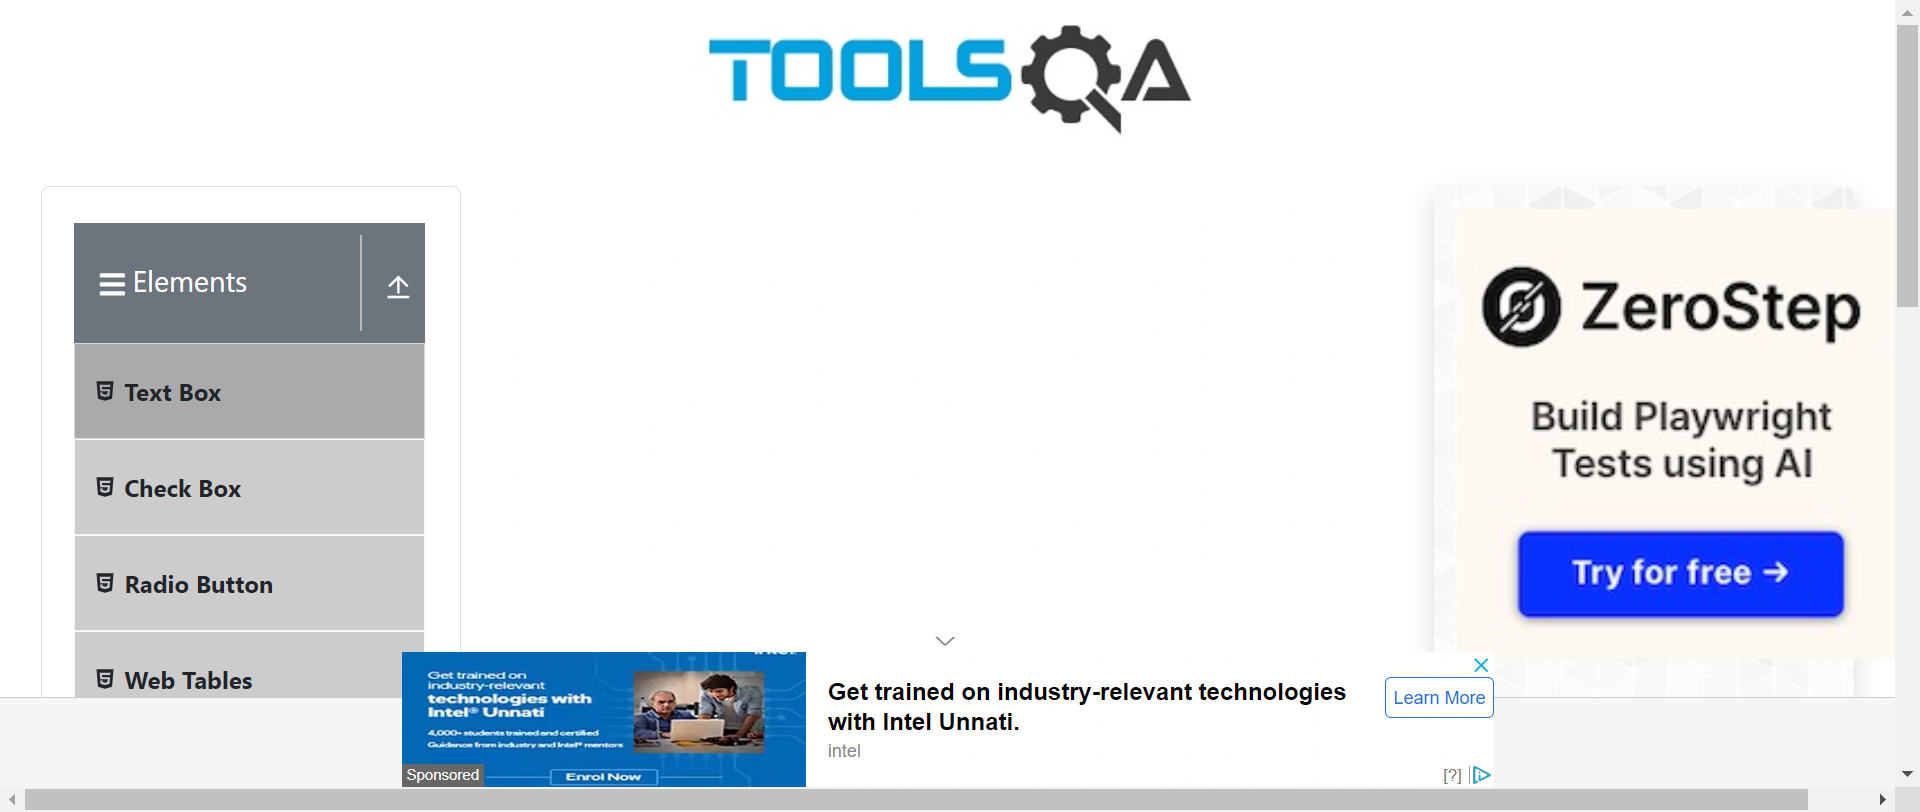 TOOLSQA
Elements
Text Box
Check Box
Radio Button
Web Tables
ZeroStep
Build Playwright
Tests using AI
Try for free →
Get trained on
industry-relevant
technologies with
Intel® Unnati
4,000+ students trained and certified
Guidance from industry and Intel® mentors
Enrol Now
Sponsored
Get trained on industry-relevant technologies
with Intel Unnati.
intel
Learn More
[?]